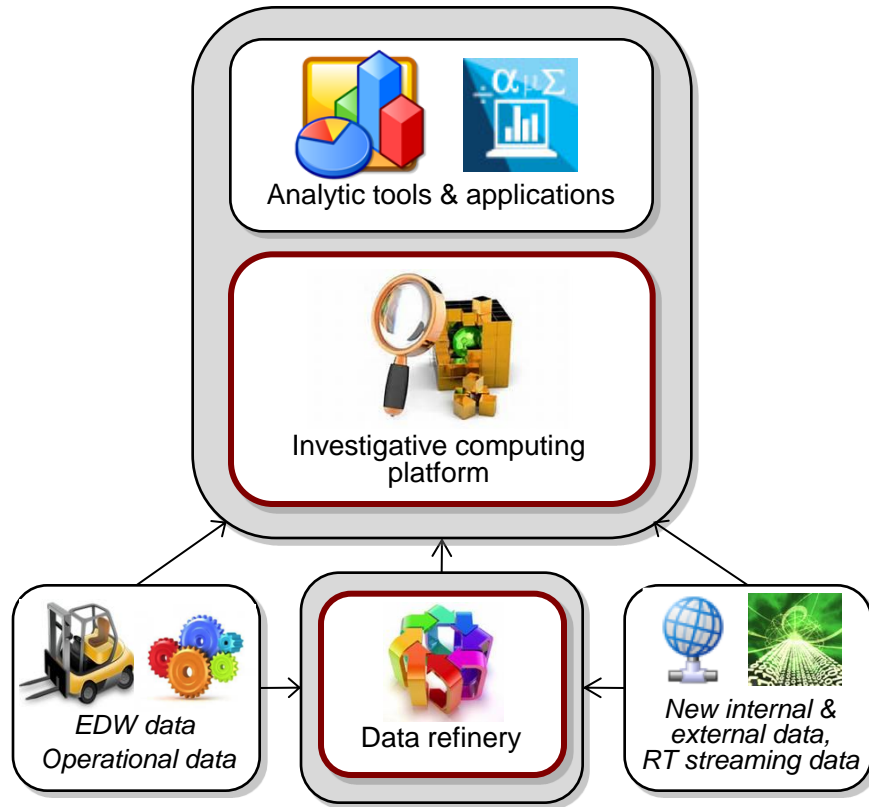 ÷αμΣ
Analytic tools & applications
Investigative computing
platform
EDW data
Operational data
Data refinery
New internal &
external data,
RT streaming data